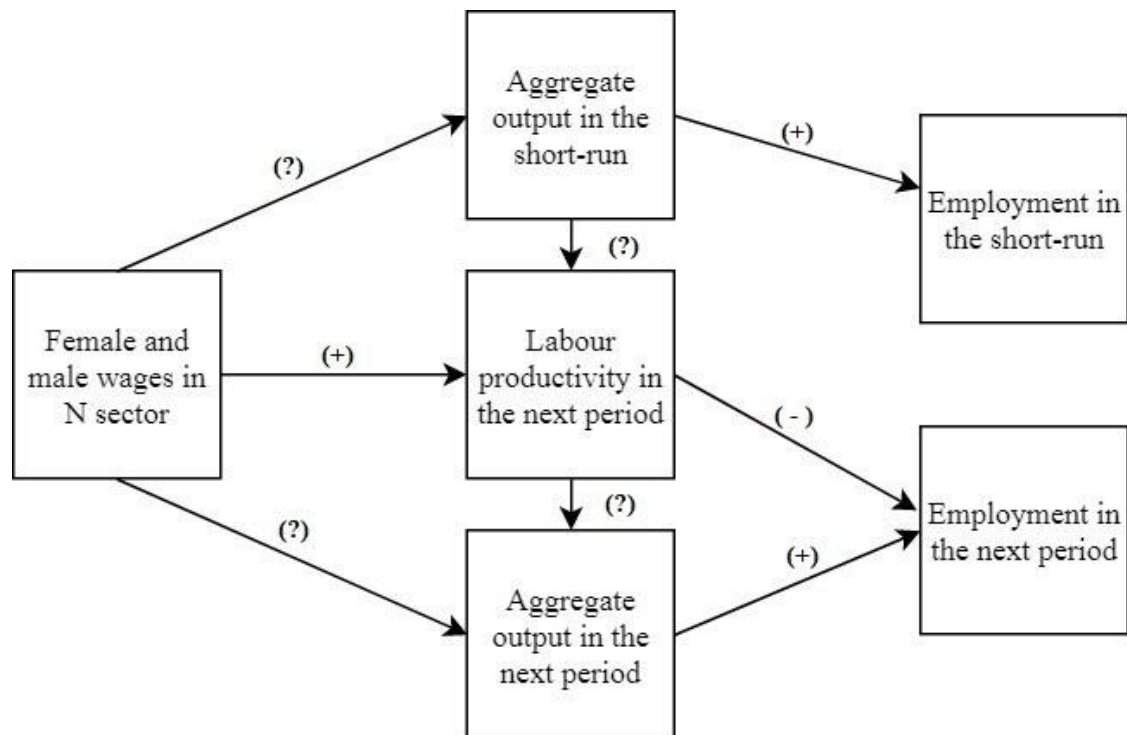 Aggregate
output in the
short-run
(?)
(+)
Employment in
the short-run
(?)
Female and
male wages in
N sector
(+)
Labour
productivity in
the next period
(-)
(?)
(?)
Employment in
the next period
(+)
Aggregate
output in the
next period